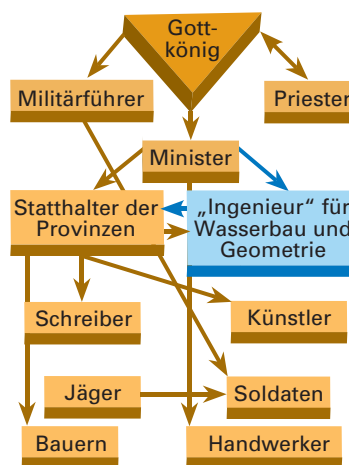 Gott-
könig
Militärführer
Priester
Minister
Statthalter der
Provinzen
„Ingenieur“ für
Wasserbau und
Geometrie
Schreiber
Künstler
Jäger
Soldaten
Bauern
Handwerker